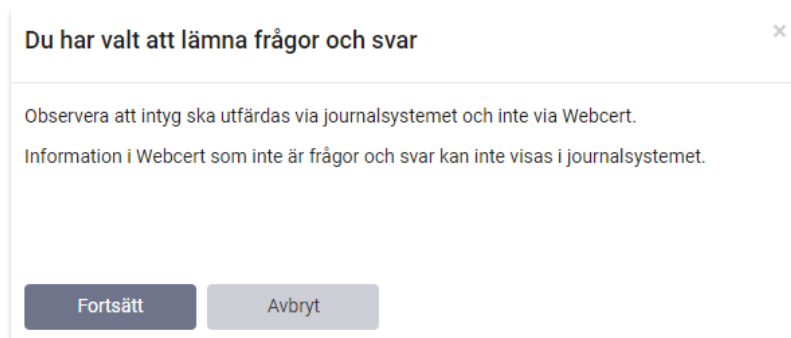 Du har valt att lämna frågor och svar
×
Observera att intyg ska utfärdas via journalsystemet och inte via Webcert.
Information i Webcert som inte är frågor och svar kan inte visas i journalsystemet.
Fortsätt
Avbryt